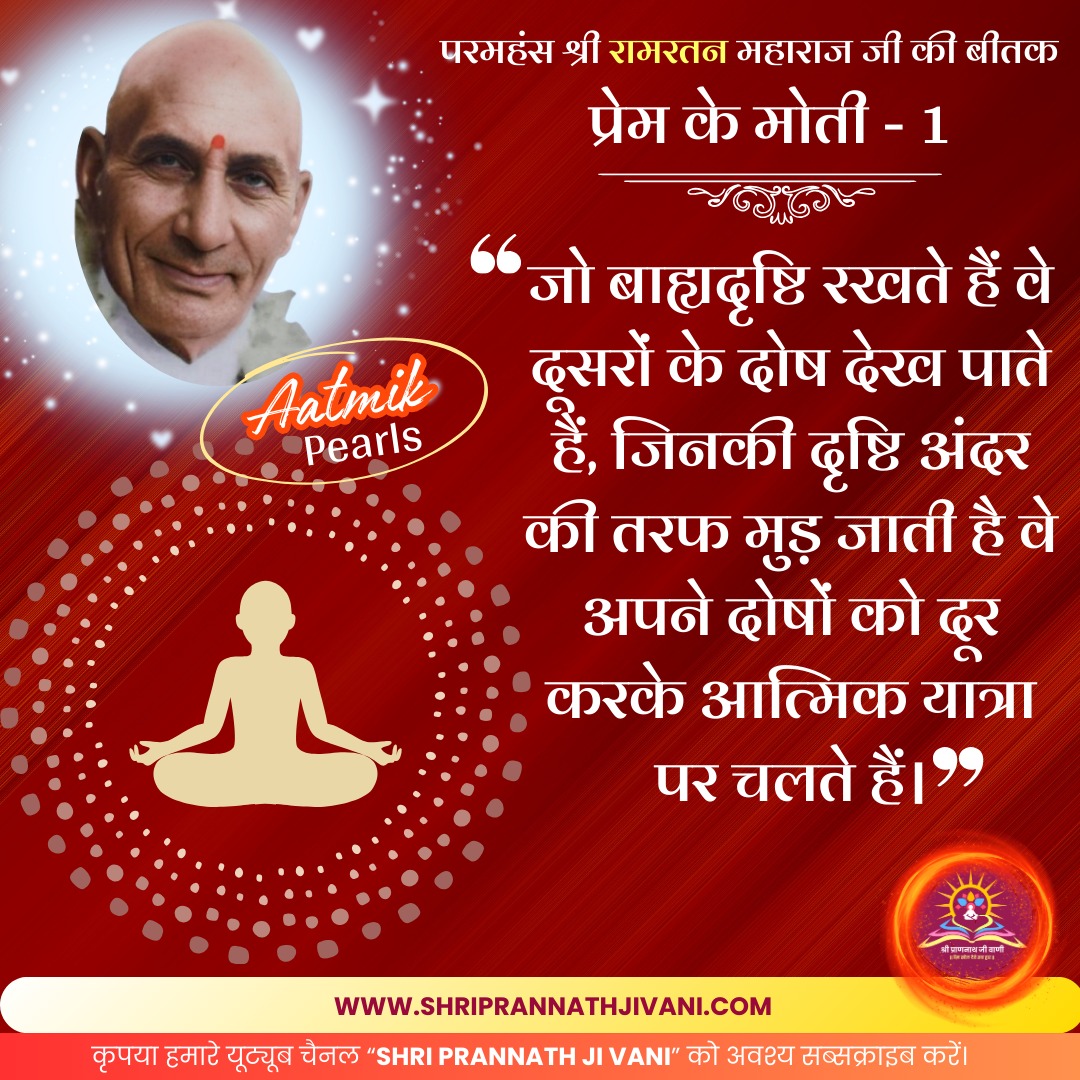 परमहंस श्री रामरतन महाराज जी की बीतक
प्रेम के मोती - 1
“जो बाह्यदृष्टि रखते हैं वे
दूसरों के दोष देख पाते
हैं, जिनकी दृष्टि अंदर
की तरफ मुड़ जाती है वे
अपने दोषों को दूर
करके आत्मिक यात्रा
पर चलते हैं।”
Aatmik
Pearls
श्री प्राणनाथ जी वाणी
WWW.SHRIPRANNATHJIVANI.COM
कृपया हमारे यूट्यूब चैनल “SHRI PRANNATH JI VANI” को अवश्य सब्सक्राइब करें।